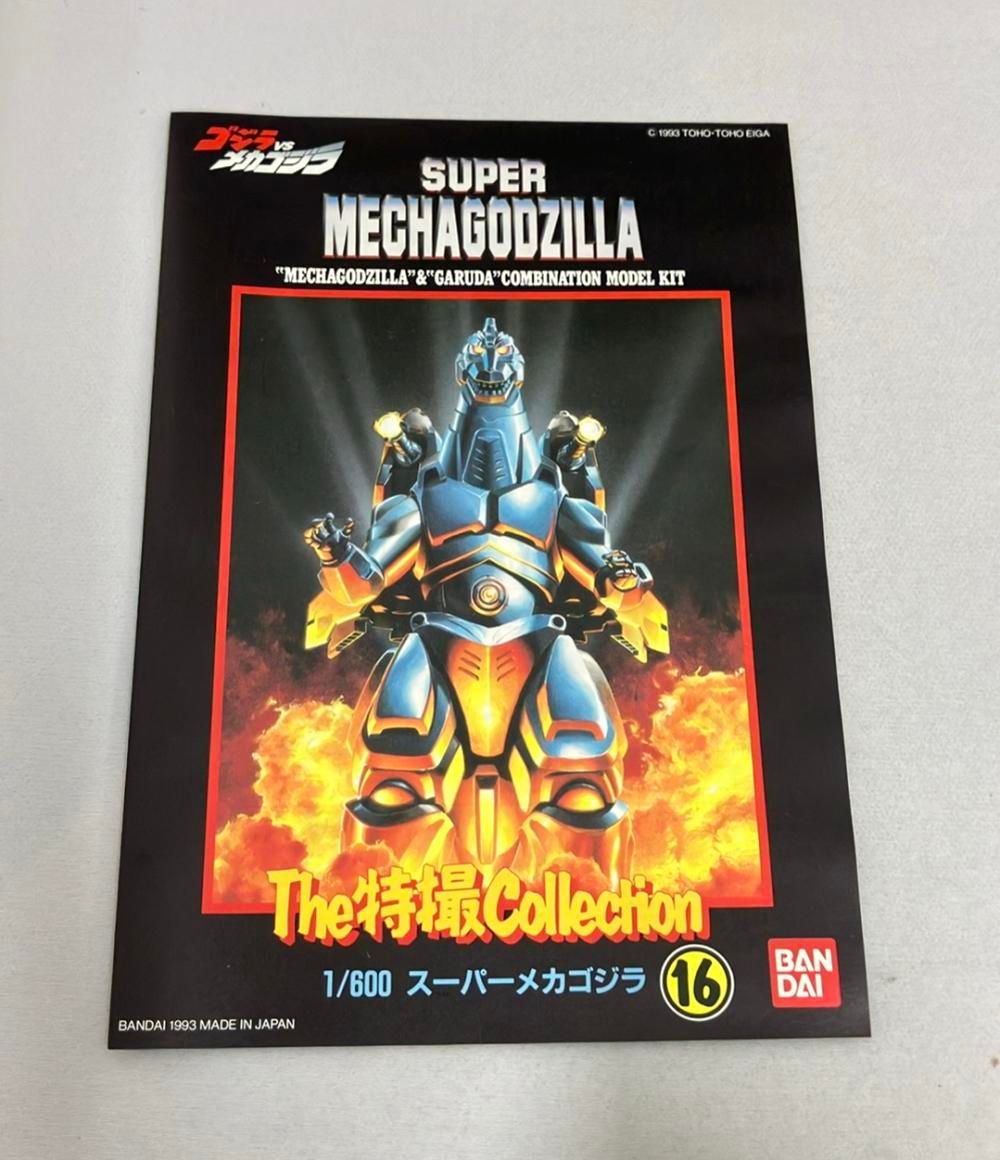 ゴジラVS
メカゴジラ
© 1993 TOHO・TOHO EIGA
SUPER
MECHAGODZILLA
"MECHAGODZILLA"&"GARUDA"COMBINATION MODEL KIT
The特撮Collection
1/600 スーパーメカゴジラ 16
BAN
DAI
BANDAI 1993 MADE IN JAPAN